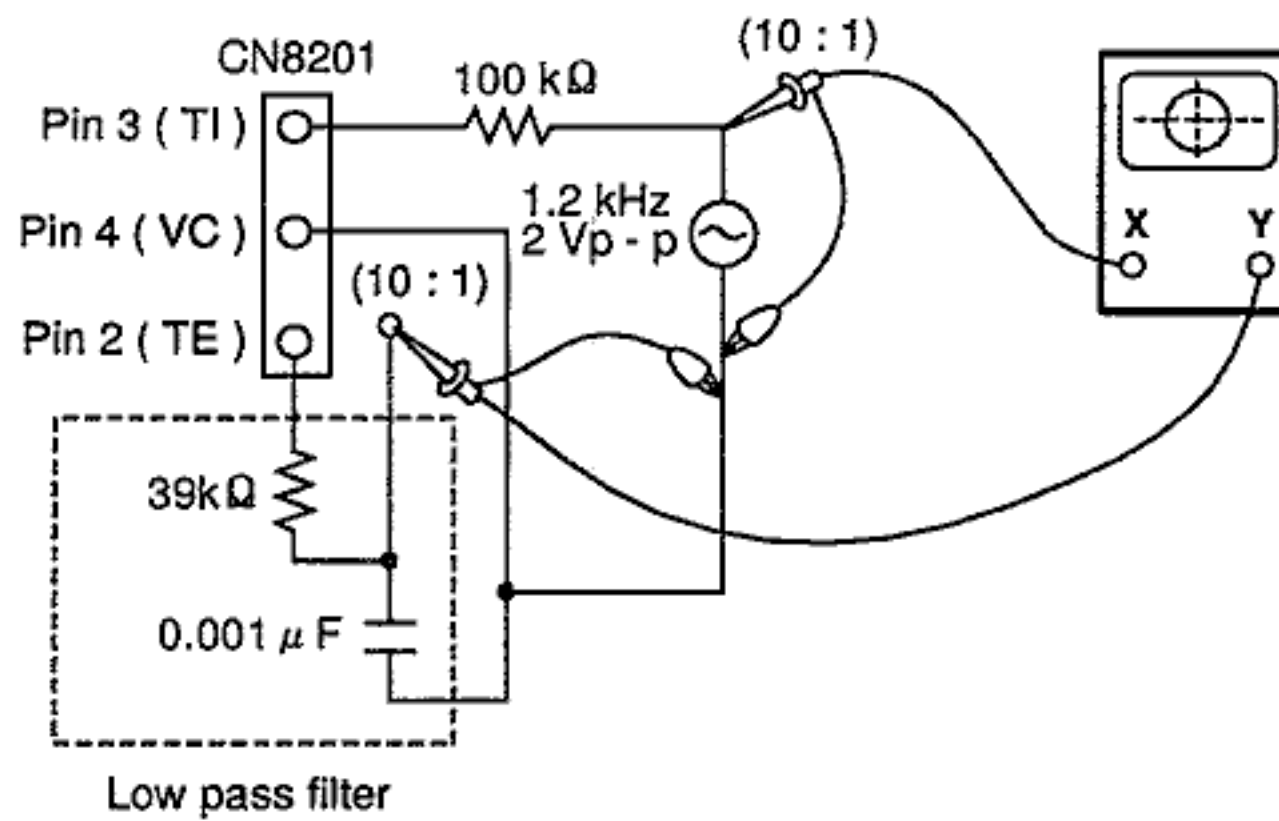 (10 : 1)
CN8201
100 kΩ
Pin 3 ( TI )
1.2 kHz
2 Vp - p
X
Y
Pin 4 ( VC )
(10 : 1)
Pin 2 ( TE )
39kΩ
0.001 μ F
Low pass filter